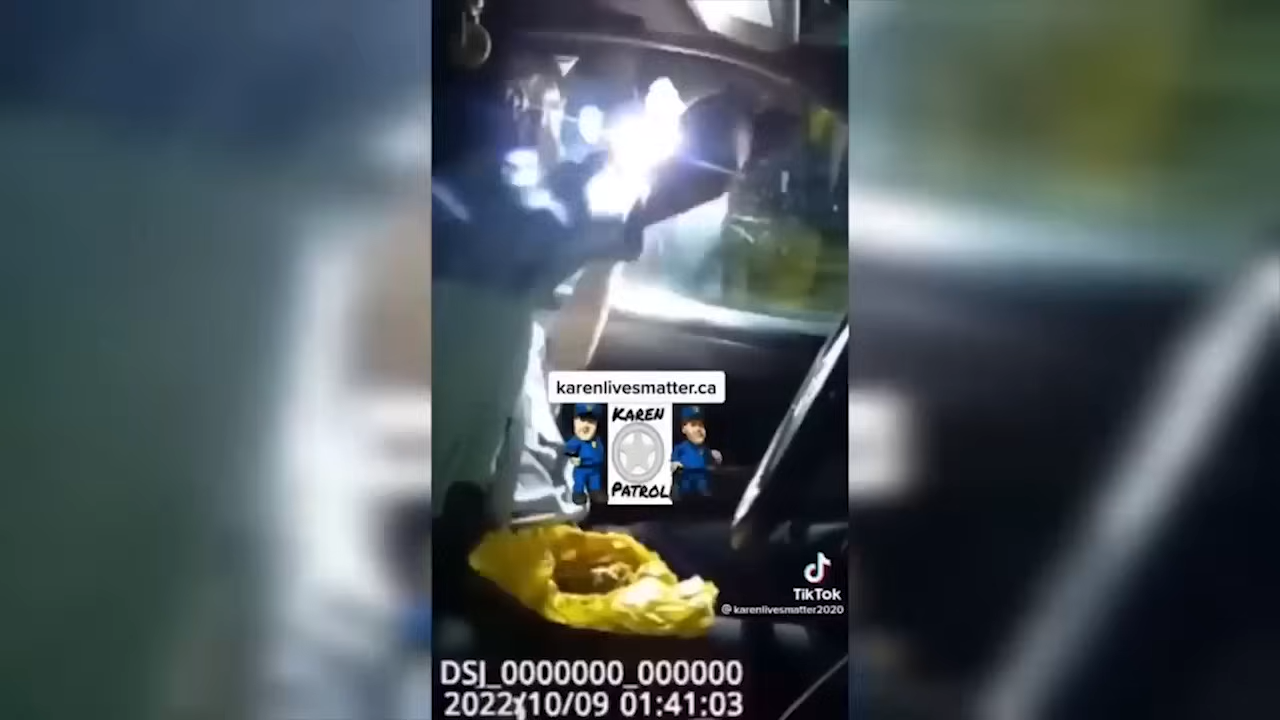 karenlivesmatter.ca
KAREN
PATROL
TikTok
@karenlivesmatter2020
DSJ_0000000_000000
2022/10/09 01:41:03